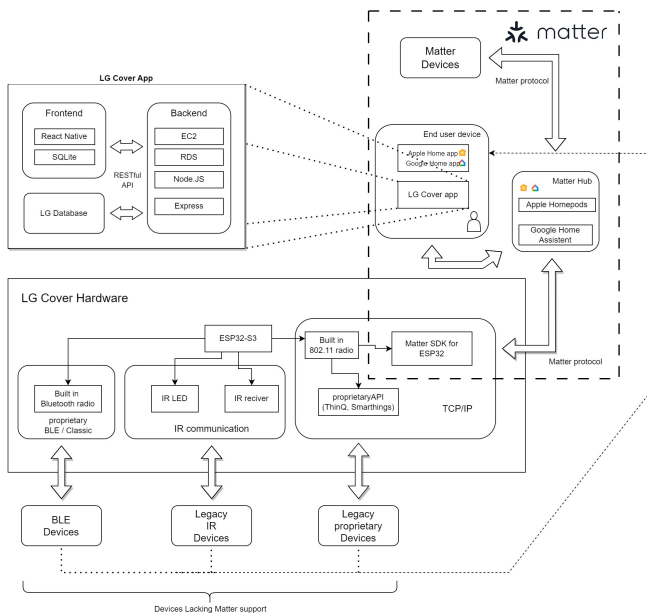 matter
Matter
Devices
Matter protocol
LG Cover App
Frontend
React Native
SQLite
RESTful
API
LG Database
Backend
EC2
RDS
Node.JS
Express
End user device
Apple Home app
Google Home app
LG Cover app
Matter Hub
Apple Homepods
Google Home
Assistent
LG Cover Hardware
ESP32-S3
Built in
802.11 radio
Matter SDK for
ESP32
Matter protocol
Built in
Bluetooth radio
proprietary
BLE / Classic
IR LED
IR reciver
IR communication
proprietaryAPI
(ThinQ, Smarthings)
TCP/IP
BLE
Devices
Legacy
IR
Devices
Legacy
proprietary
Devices
Devices Lacking Matter support